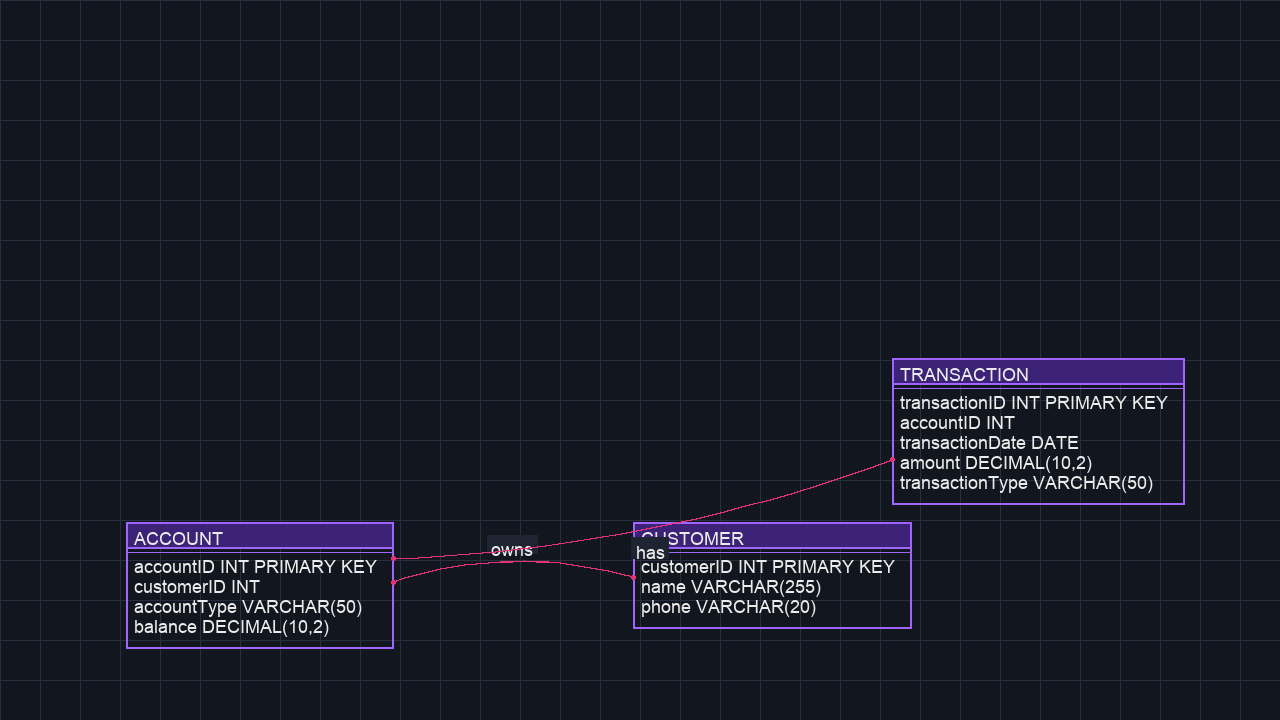 TRANSACTION
transactionID INT PRIMARY KEY
accountID INT
transactionDate DATE
amount DECIMAL(10,2)
transactionType VARCHAR(50)
ACCOUNT
accountID INT PRIMARY KEY
customerID INT
accountType VARCHAR(50)
balance DECIMAL(10,2)
owns
has
CUSTOMER
customerID INT PRIMARY KEY
name VARCHAR(255)
phone VARCHAR(20)